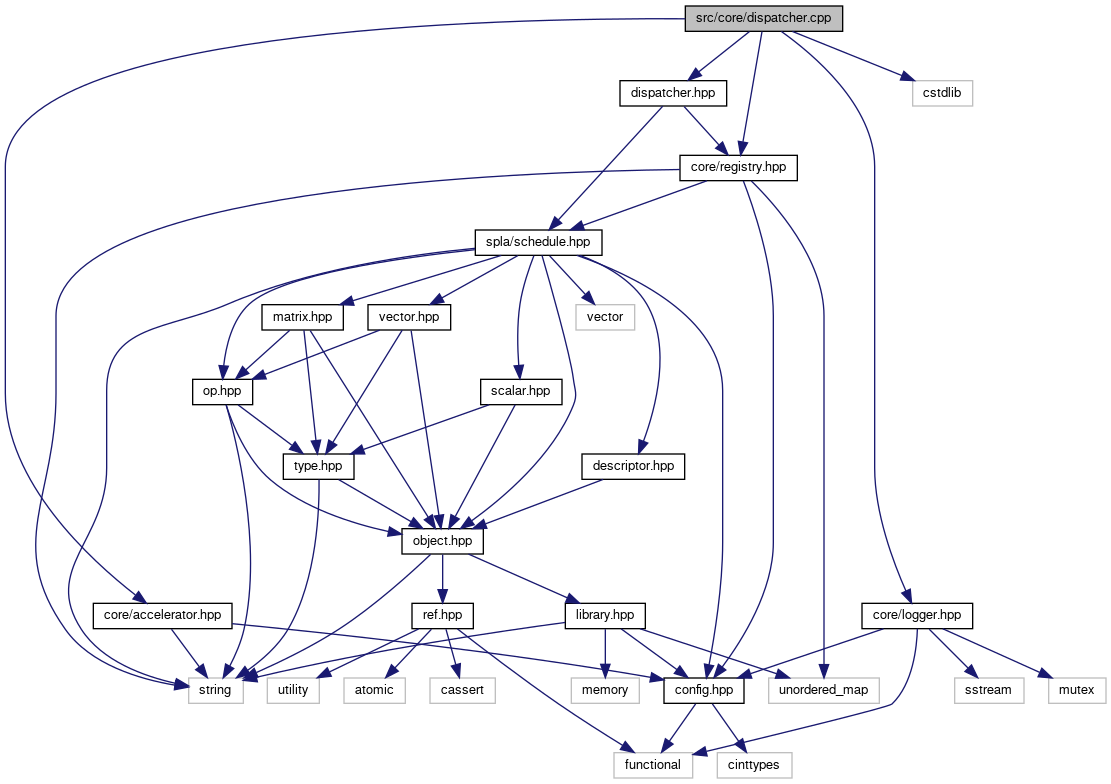 src/core/dispatcher.cpp
dispatcher.hpp
cstdlib
core/registry.hpp
spla/schedule.hpp
matrix.hpp
vector.hpp
vector
op.hpp
scalar.hpp
type.hpp
descriptor.hpp
object.hpp
core/accelerator.hpp
ref.hpp
library.hpp
core/logger.hpp
string
utility
atomic
cassert
memory
config.hpp
unordered_map
sstream
mutex
functional
cinttypes